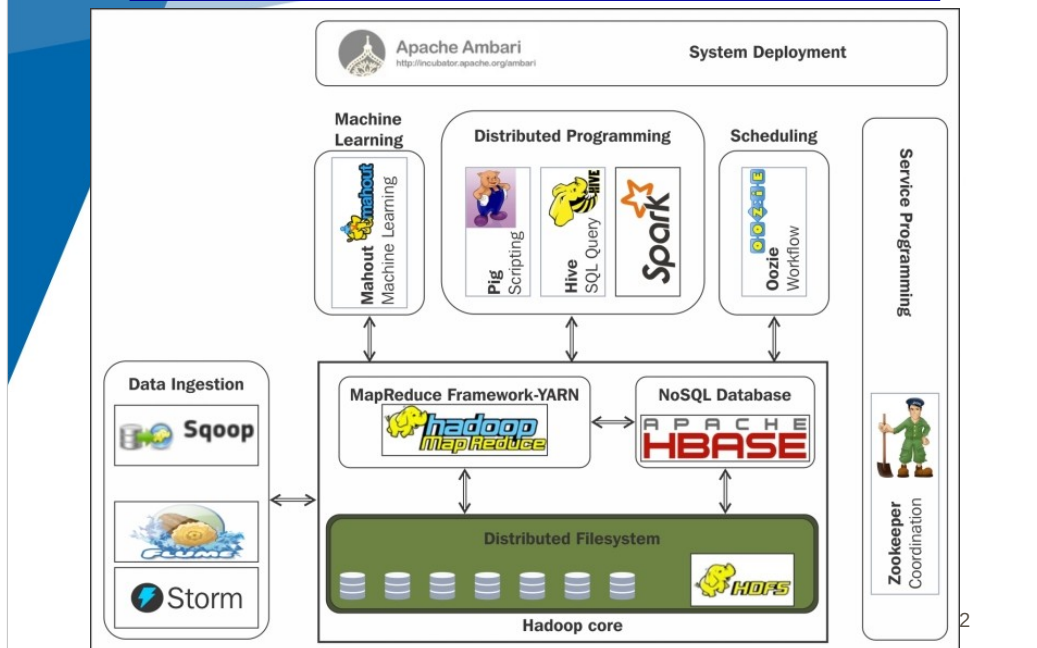 Apache Ambari
http://incubator.apache.org/ambari
System Deployment
Machine
Learning
mahout
Mahout
Machine Learning
Distributed Programming
Pig
Scripting
HIVE
Hive
SQL Query
Spark
Scheduling
OOZIE
Oozie
Workflow
Service Programming
Zookeeper
Coordination
Data Ingestion
Sqoop
FLUME
Storm
MapReduce Framework-YARN
hadoop
Map Reduce
NoSQL Database
APACHE
HBASE
Distributed Filesystem
HDFS
Hadoop core
2